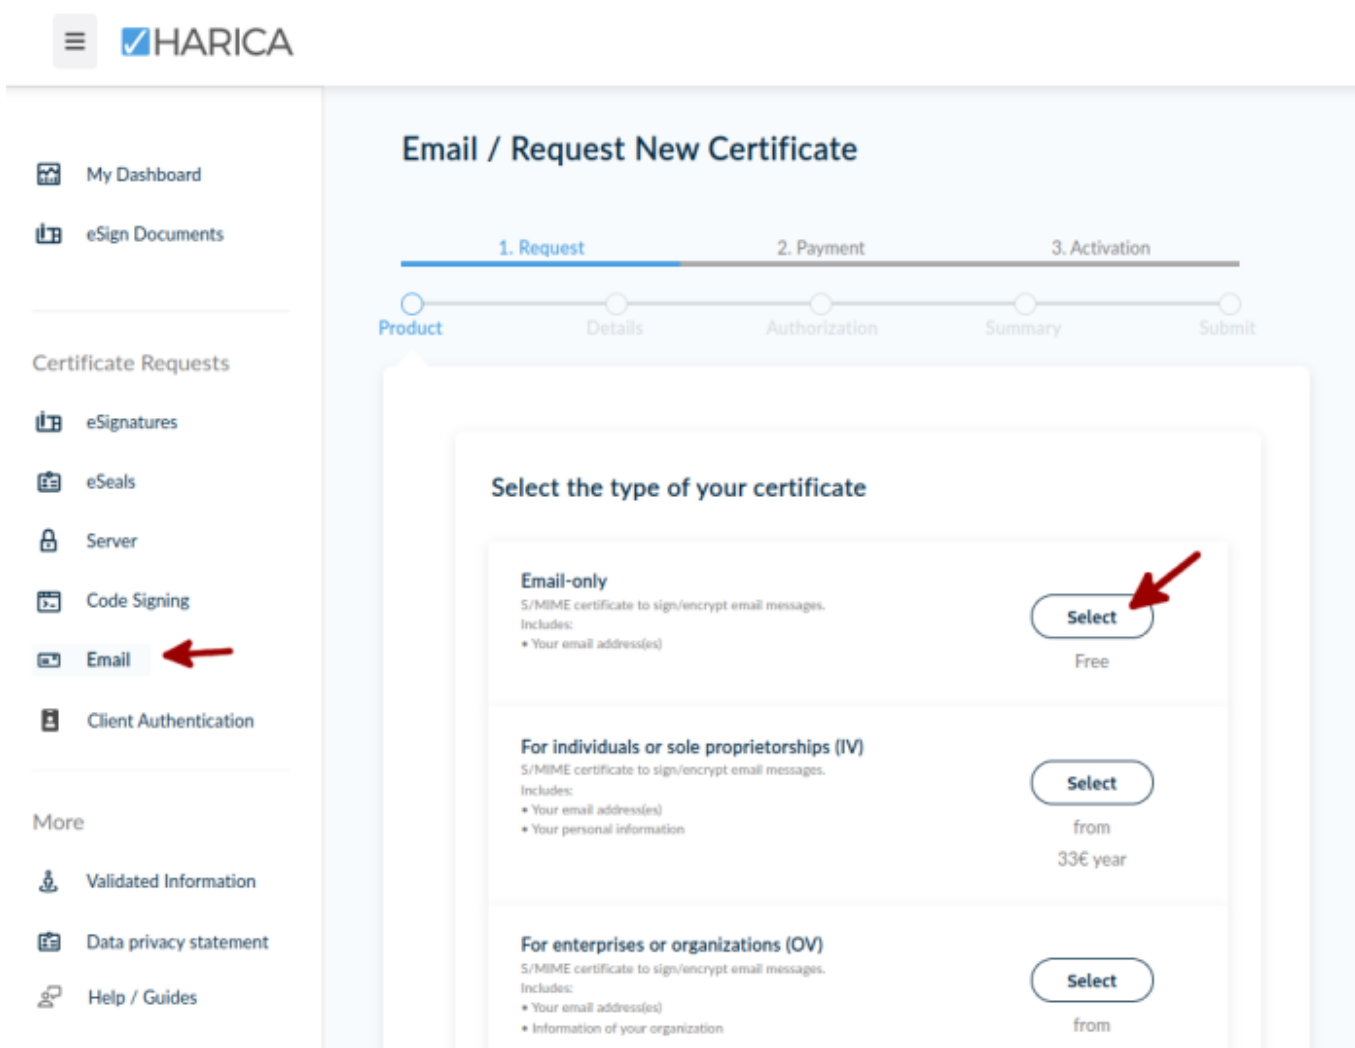 HARICA
My Dashboard
eSign Documents
Certificate Requests
eSignatures
eSeals
Server
Code Signing
Email
Client Authentication
More
Validated Information
Data privacy statement
Help / Guides
Email / Request New Certificate
1. Request
2. Payment
3. Activation
Product
Details
Authorization
Summary
Submit
Select the type of your certificate
Email-only
S/MIME certificate to sign/encrypt email messages.
Includes:
• Your email address(es)
Select
Free
For individuals or sole proprietorships (IV)
S/MIME certificate to sign/encrypt email messages.
Includes:
• Your email address(es)
• Your personal information
Select
from
33€ year
For enterprises or organizations (OV)
S/MIME certificate to sign/encrypt email messages.
Includes:
• Your email address(es)
• Information of your organization
Select
from